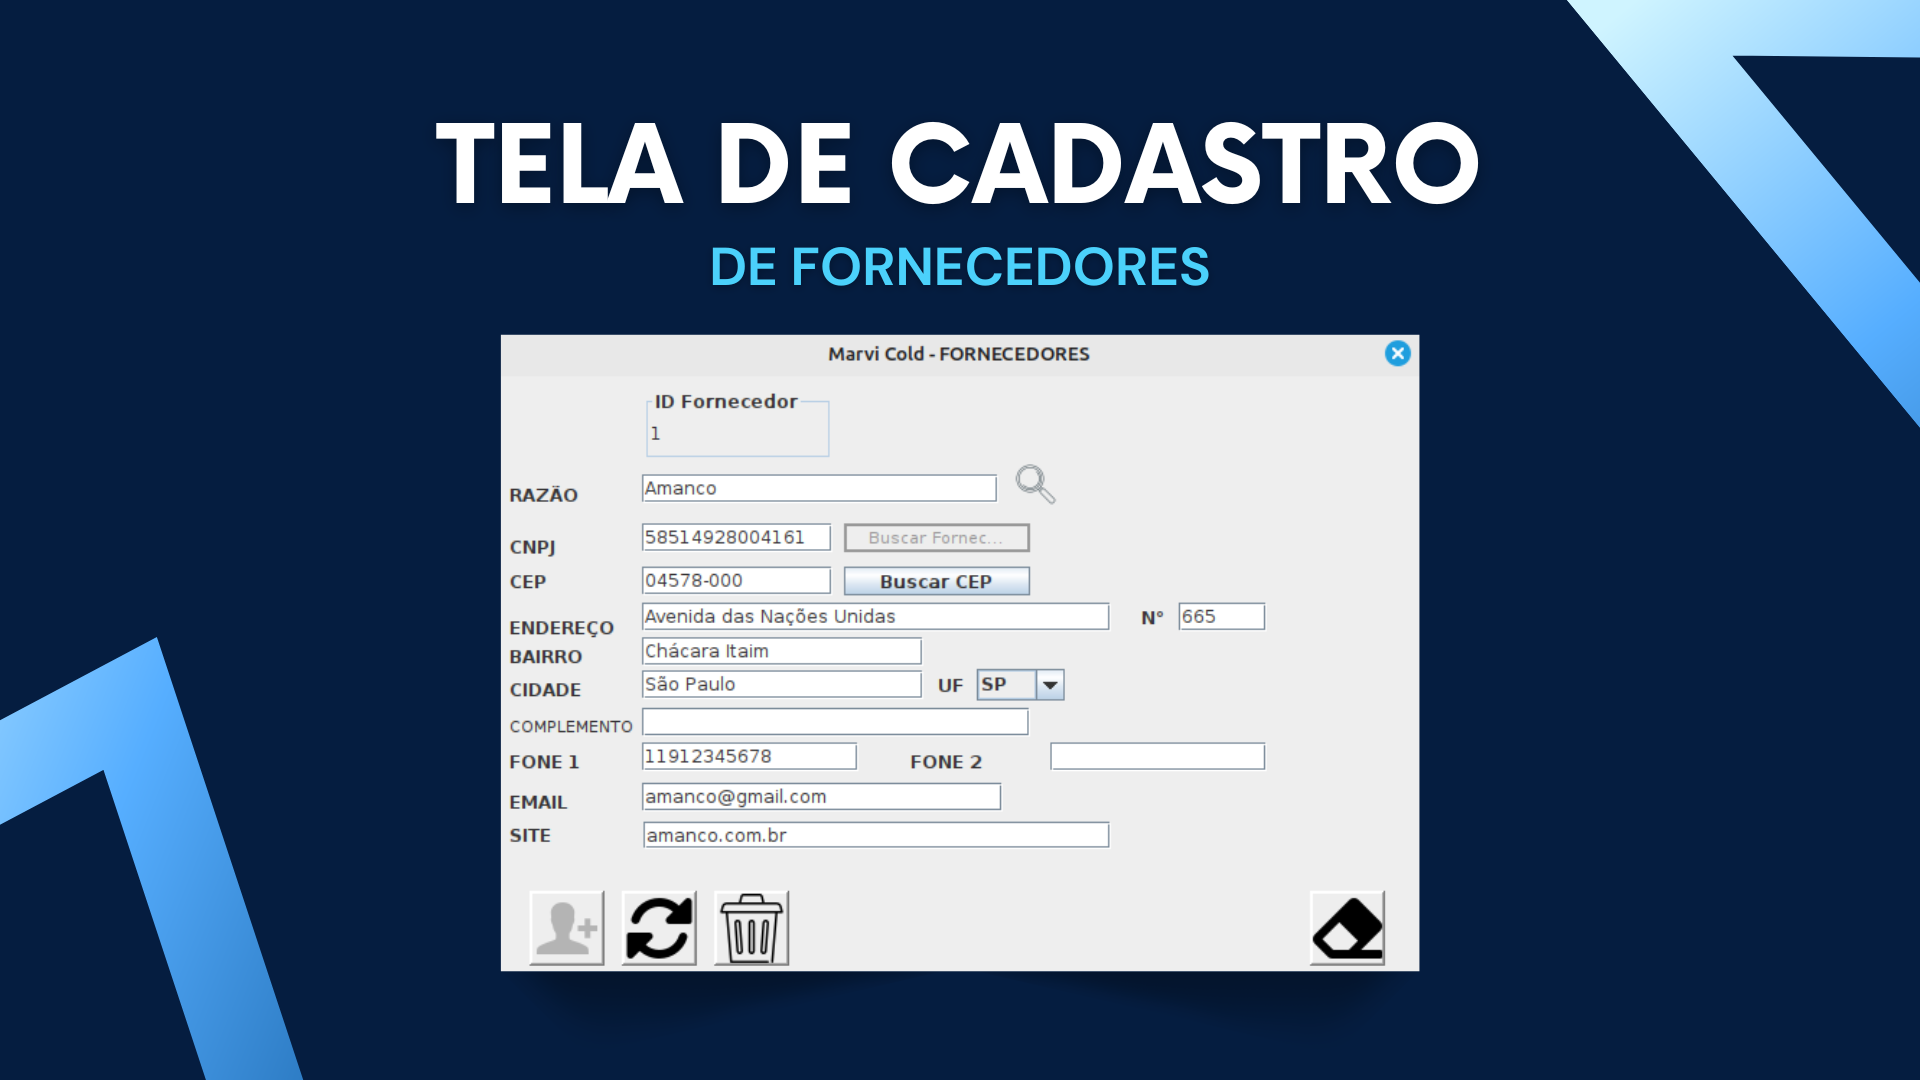 TELA DE CADASTRO
DE FORNECEDORES
Marvi Cold - FORNECEDORES
ID Fornecedor
1
RAZÃO Amanco
CNPJ 58514928004161 Buscar Fornec...
CEP 04578-000 Buscar CEP
ENDEREÇO Avenida das Nações Unidas N° 665
BAIRRO Chácara Itaim
CIDADE São Paulo UF SP
COMPLEMENTO
FONE 1 11912345678 FONE 2
EMAIL amanco@gmail.com
SITE amanco.com.br